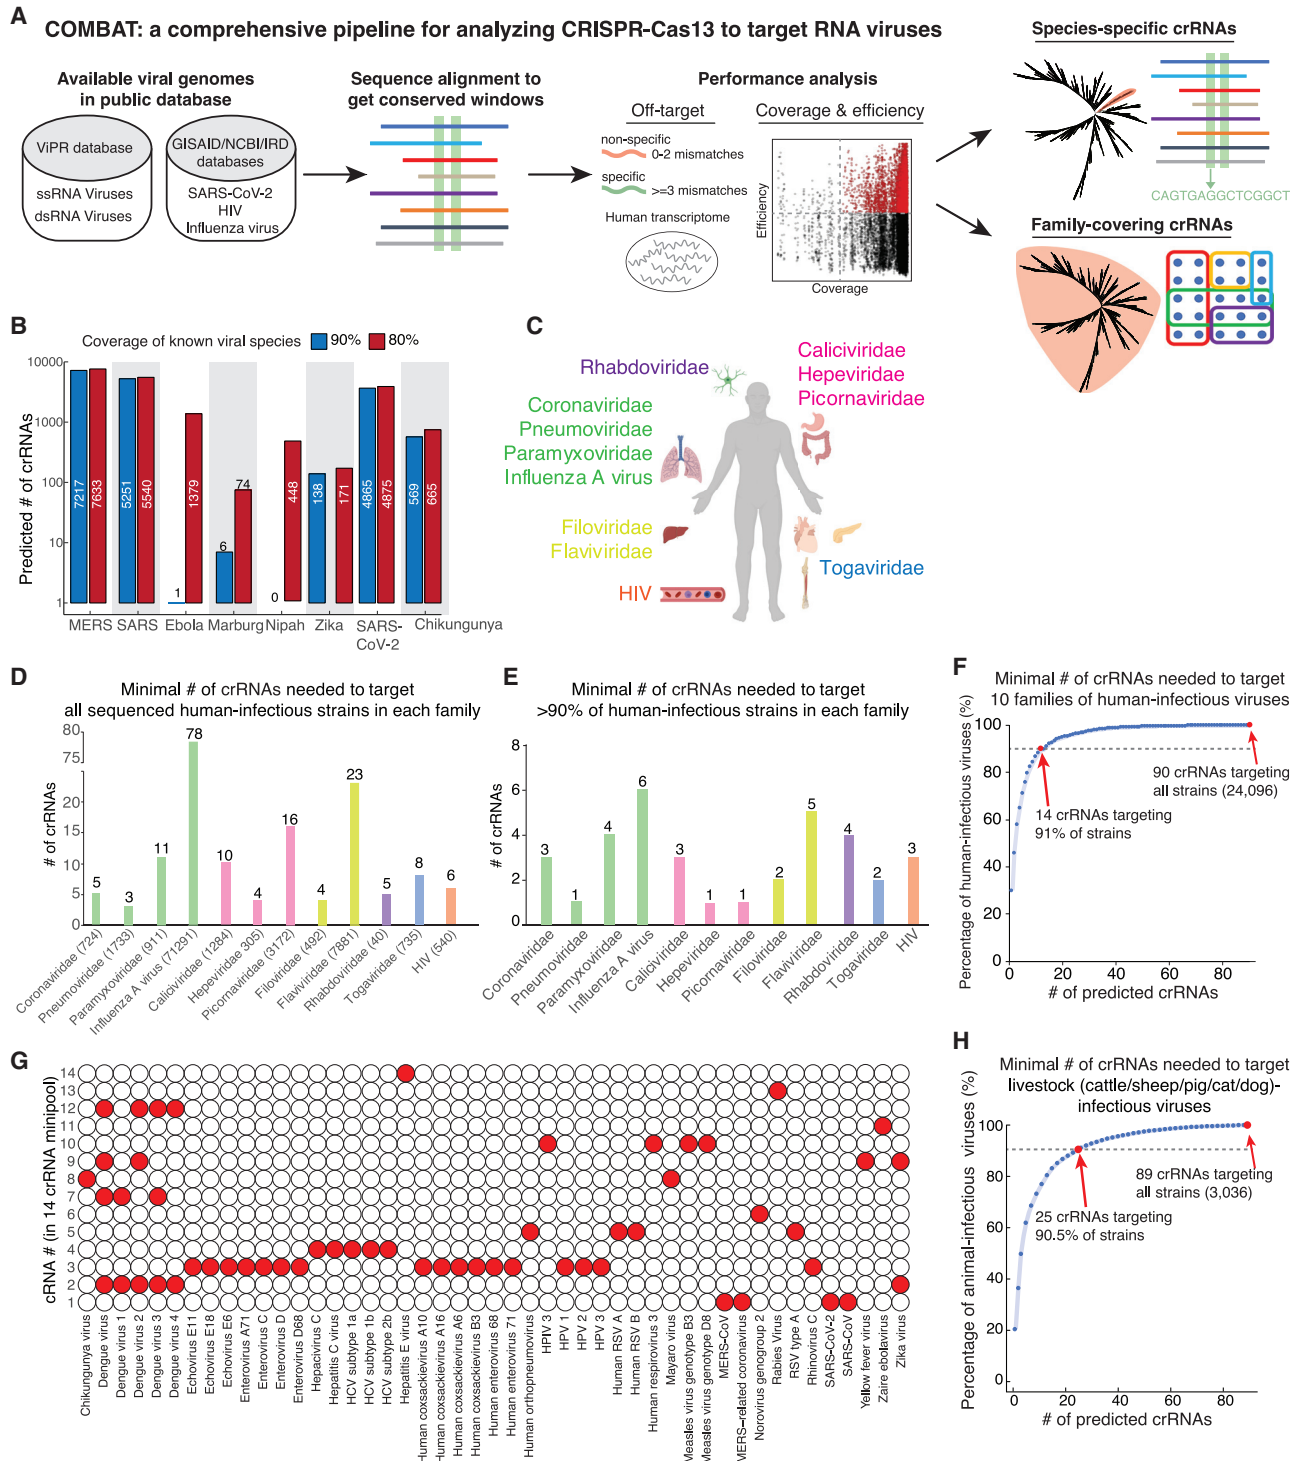 A
COMBAT: a comprehensive pipeline for analyzing CRISPR-Cas13 to target RNA viruses
Available viral genomes
in public database
ViPR database
ssRNA Viruses
dsRNA Viruses
GISAID/NCBI/IRD
databases
SARS-CoV-2
HIV
Influenza virus
Sequence alignment to
get conserved windows
Performance analysis
Off-target
non-specific
0-2 mismatches
specific
>=3 mismatches
Human transcriptome
Coverage & efficiency
Efficiency
Coverage
Species-specific crRNAs
CAGTGAGGCTCGGCT
Family-covering crRNAs
B
Coverage of known viral species
90%
80%
Predicted # of crRNAs
10000
1000
100
10
1
7217
7633
5251
5540
1
1379
6
74
0
448
138
171
4865
4875
569
665
MERS
SARS
Ebola
Marburg
Nipah
Zika
SARS-
CoV-2
Chikungunya
C
Rhabdoviridae
Coronaviridae
Pneumoviridae
Paramyxoviridae
Influenza A virus
Filoviridae
Flaviviridae
HIV
Caliciviridae
Hepeviridae
Picornaviridae
Togaviridae
D
Minimal # of crRNAs needed to target
all sequenced human-infectious strains in each family
# of crRNAs
80
75
20
15
10
5
0
5
3
11
78
10
4
16
4
23
5
8
6
Coronaviridae (724)
Pneumoviridae (1733)
Paramyxoviridae (911)
Influenza A virus (71291)
Caliciviridae (1284)
Hepeviridae 305)
Picornaviridae (3172)
Filoviridae (492)
Flaviviridae (7881)
Rhabdoviridae (40)
Togaviridae (735)
HIV (540)
E
Minimal # of crRNAs needed to target
>90% of human-infectious strains in each family
# of crRNAs
8
6
4
2
0
3
1
4
6
3
1
1
2
5
4
2
3
Coronaviridae
Pneumoviridae
Paramyxoviridae
Influenza A virus
Caliciviridae
Hepeviridae
Picornaviridae
Filoviridae
Flaviviridae
Rhabdoviridae
Togaviridae
HIV
F
Minimal # of crRNAs needed to target
10 families of human-infectious viruses
Percentage of human-infectious viruses (%)
100
80
60
40
20
0
90 crRNAs targeting
all strains (24,096)
14 crRNAs targeting
91% of strains
0
20
40
60
80
# of predicted crRNAs
G
crRNA # (in 14 crRNA minipool)
14
13
12
11
10
9
8
7
6
5
4
3
2
1
Chikungunya virus
Dengue virus
Dengue virus 1
Dengue virus 2
Dengue virus 3
Dengue virus 4
Echovirus E11
Echovirus E18
Echovirus E6
Enterovirus A71
Enterovirus C
Enterovirus D
Enterovirus D68
Hepacivirus C
Hepatitis C virus
HCV subtype 1a
HCV subtype 1b
HCV subtype 2b
Hepatitis E virus
Human coxsackievirus A10
Human coxsackievirus A16
Human coxsackievirus A6
Human coxsackievirus B3
Human enterovirus 68
Human enterovirus 71
Human orthopneumovirus
HPIV 3
HPV 1
HPV 2
HPV 3
Human RSV A
Human RSV B
Human respirovirus 3
Mayaro virus
Measles virus genotype B3
Measles virus genotype D8
MERS-CoV
MERS−related coronavirus
Norovirus genogroup 2
Rabies Virus
RSV type A
Rhinovirus C
SARS-CoV-2
SARS-CoV
Yellow fever virus
Zaire ebolavirus
Zika virus
H
Minimal # of crRNAs needed to target
livestock (cattle/sheep/pig/cat/dog)-
infectious viruses
Percentage of animal-infectious viruses (%)
100
80
60
40
20
0
89 crRNAs targeting
all strains (3,036)
25 crRNAs targeting
90.5% of strains
0
20
40
60
80
# of predicted crRNAs